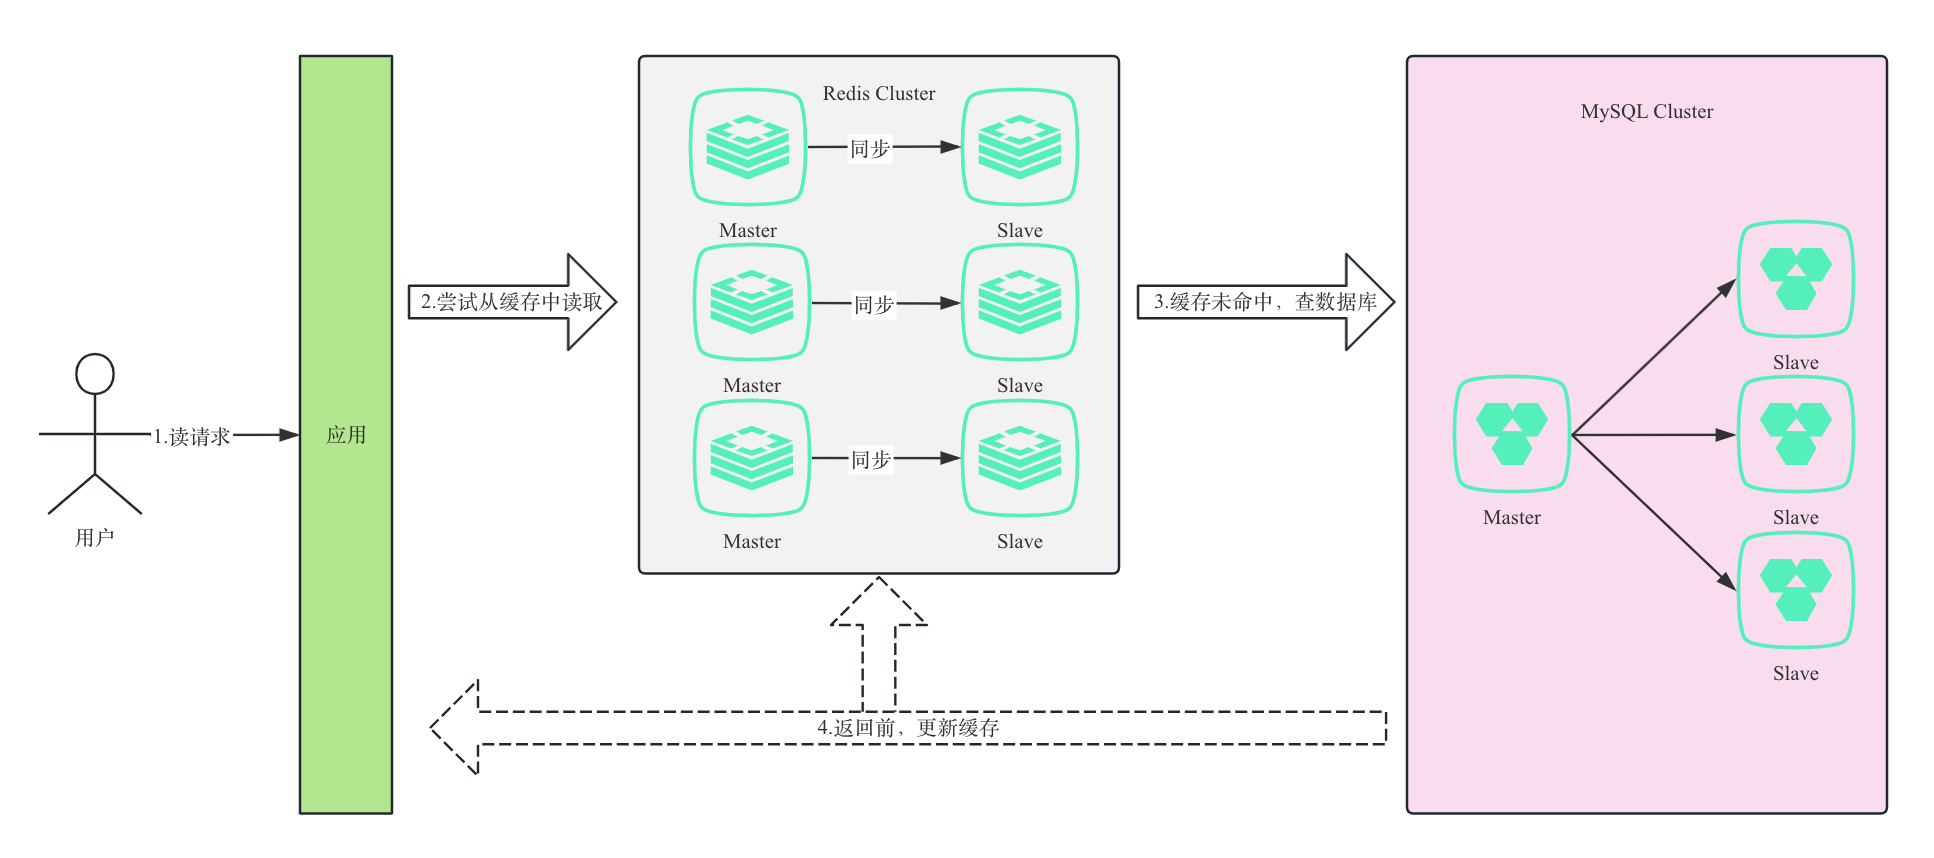 用户
1.读请求
应用
2.尝试从缓存中读取
Redis Cluster
同步
Master
Slave
同步
Master
Slave
同步
Master
Slave
3.缓存未命中，查数据库
MySQL Cluster
Master
Slave
Slave
Slave
4.返回前，更新缓存